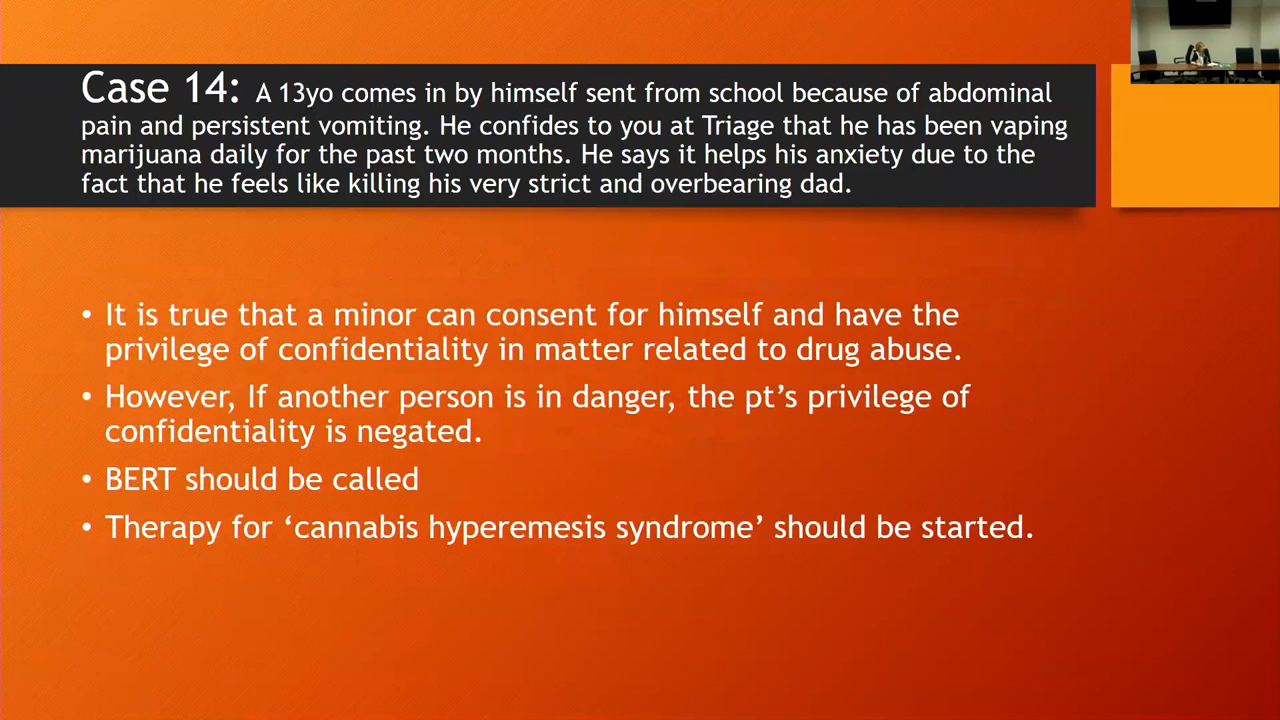 Case 14: A 13yo comes in by himself sent from school because of abdominal
pain and persistent vomiting. He confides to you at Triage that he has been vaping
marijuana daily for the past two months. He says it helps his anxiety due to the
fact that he feels like killing his very strict and overbearing dad.
• It is true that a minor can consent for himself and have the
privilege of confidentiality in matter related to drug abuse.
• However, If another person is in danger, the pt’s privilege of
confidentiality is negated.
• BERT should be called
• Therapy for ‘cannabis hyperemesis syndrome’ should be started.